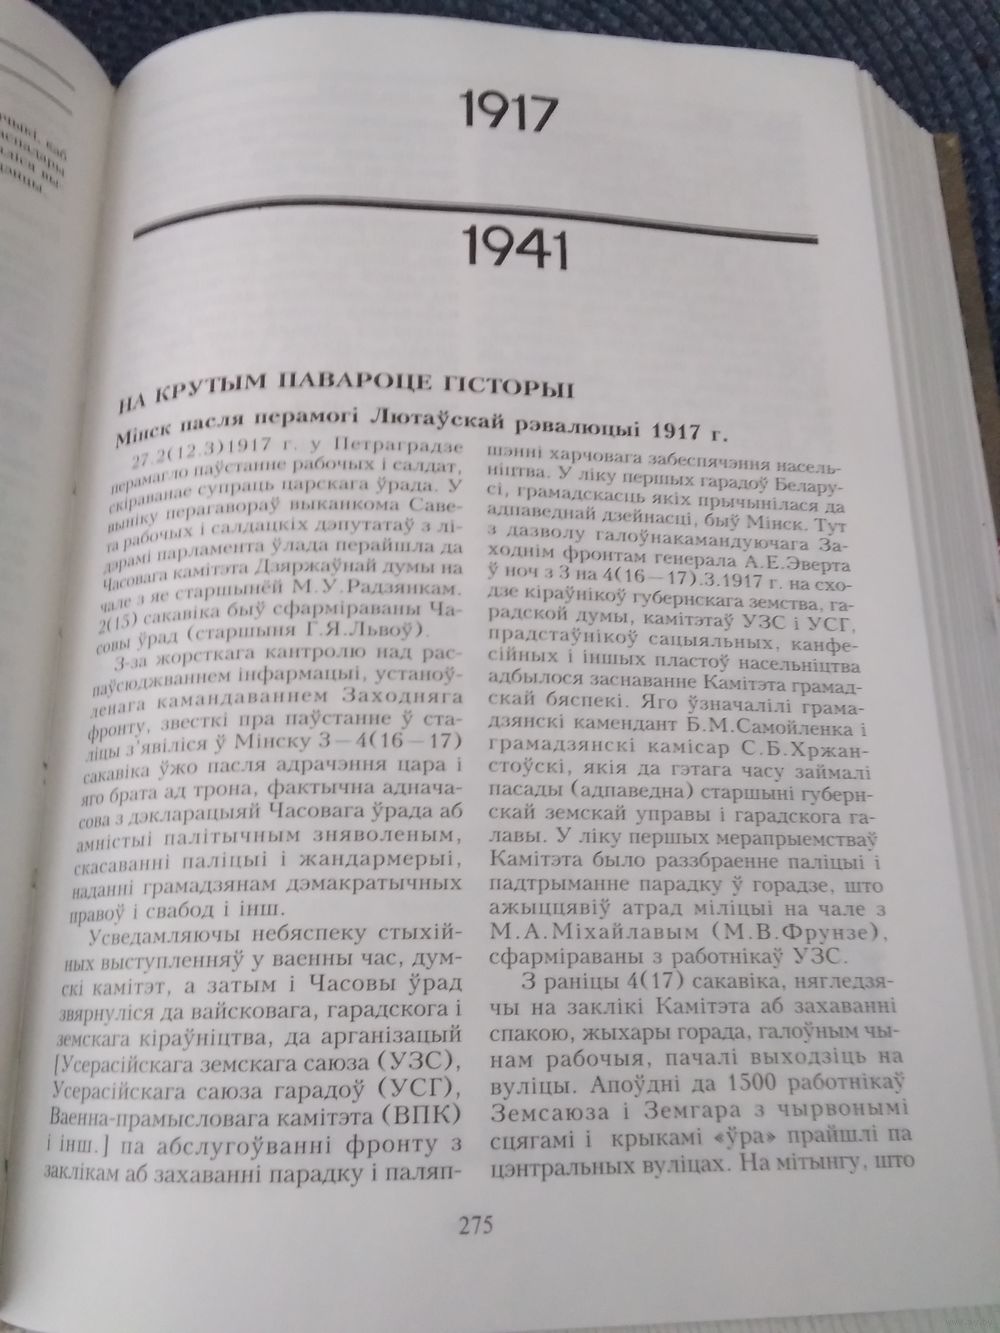 1917
1941
НА КРУТЫМ ПАВАРОЦЕ ГІСТОРЫІ
Мінск пасля перамогі Лютаўскай рэвалюцыі 1917 г.
27.2(12.3)1917 г. у Петраградзе
перамагло паўстанне рабочых і салдат,
скіраванае супраць царскага ўрада. У
выніку перагавораў выканкома Саве-
та рабочых і салдацкіх дэпутатаў з лі-
дэрамі парламента ўлада перайшла да
Часовага камітэта Дзяржаўнай думы на
чале з яе старшынёй М.У.Радзянкам.
2(15) сакавіка быў сфарміраваны Ча-
совы ўрад (старшыня Г.Я.Львоў).
З-за жорсткага кантролю над рас-
паўсюджваннем інфармацыі, устаноў-
ленага камандаваннем Заходняга
фронту, звесткі пра паўстанне ў ста-
ліцы з'явіліся ў Мінску 3—4(16—17)
сакавіка ўжо пасля адрачэння цара і
яго брата ад трона, фактычна аднача-
сова з дэкларацыяй Часовага ўрада аб
амністыі палітычным зняволеным,
скасаванні паліцыі і жандармерыі,
наданні грамадзянам дэмакратычных
правоў і свабод і інш.
Усведамляючы небяспеку стыхій-
ных выступленняў у ваенны час, дум-
скі камітэт, а затым і Часовы ўрад
звярнуліся да вайсковага, гарадскога і
земскага кіраўніцтва, да арганізацый
[Усерасійскага земскага саюза (УЗС),
Усерасійскага саюза гарадоў (УСГ),
Ваенна-прамысловага камітэта (ВПК)
і інш.] па абслугоўванні фронту з
заклікам аб захаванні парадку і паляп-
шэнні харчовага забеспячэння насель-
ніцтва. У ліку першых гарадоў Белару-
сі, грамадскасць якіх прычынілася да
адпаведнай дзейнасці, быў Мінск. Тут
з дазволу галоўнакамандуючага За-
ходнім фронтам генерала А.Е.Эверта
ў ноч з 3 на 4(16—17).3.1917 г. на схо-
дзе кіраўнікоў губернскага земства, га-
радской думы, камітэтаў УЗС і УСГ,
прадстаўнікоў сацыяльных, канфе-
сійных і іншых пластоў насельніцтва
адбылося заснаванне Камітэта грамад-
скай бяспекі. Яго ўзначалілі грама-
дзянскі камендант Б.М.Самойленка і
грамадзянскі камісар С.Б.Хржан-
стоўскі, якія да гэтага часу займалі
пасады (адпаведна) старшыні губерн-
скай земскай управы і гарадскога га-
лавы. У ліку першых мерапрыемстваў
Камітэта было раззбраенне паліцыі і
падтрыманне парадку ў горадзе, што
ажыццявіў атрад міліцыі на чале з
М.А.Міхайлавым (М.В.Фрунзе),
сфарміраваны з работнікаў УЗС.
З раніцы 4(17) сакавіка, нягледзя-
чы на заклікі Камітэта аб захаванні
спакою, жыхары горада, галоўным чы-
нам рабочыя, пачалі выходзіць на
вуліцы. Апоўдні да 1500 работнікаў
Земсаюза і Земгара з чырвонымі
сцягамі і крыкамі «ўра» прайшлі па
цэнтральных вуліцах. На мітынгу, што
275